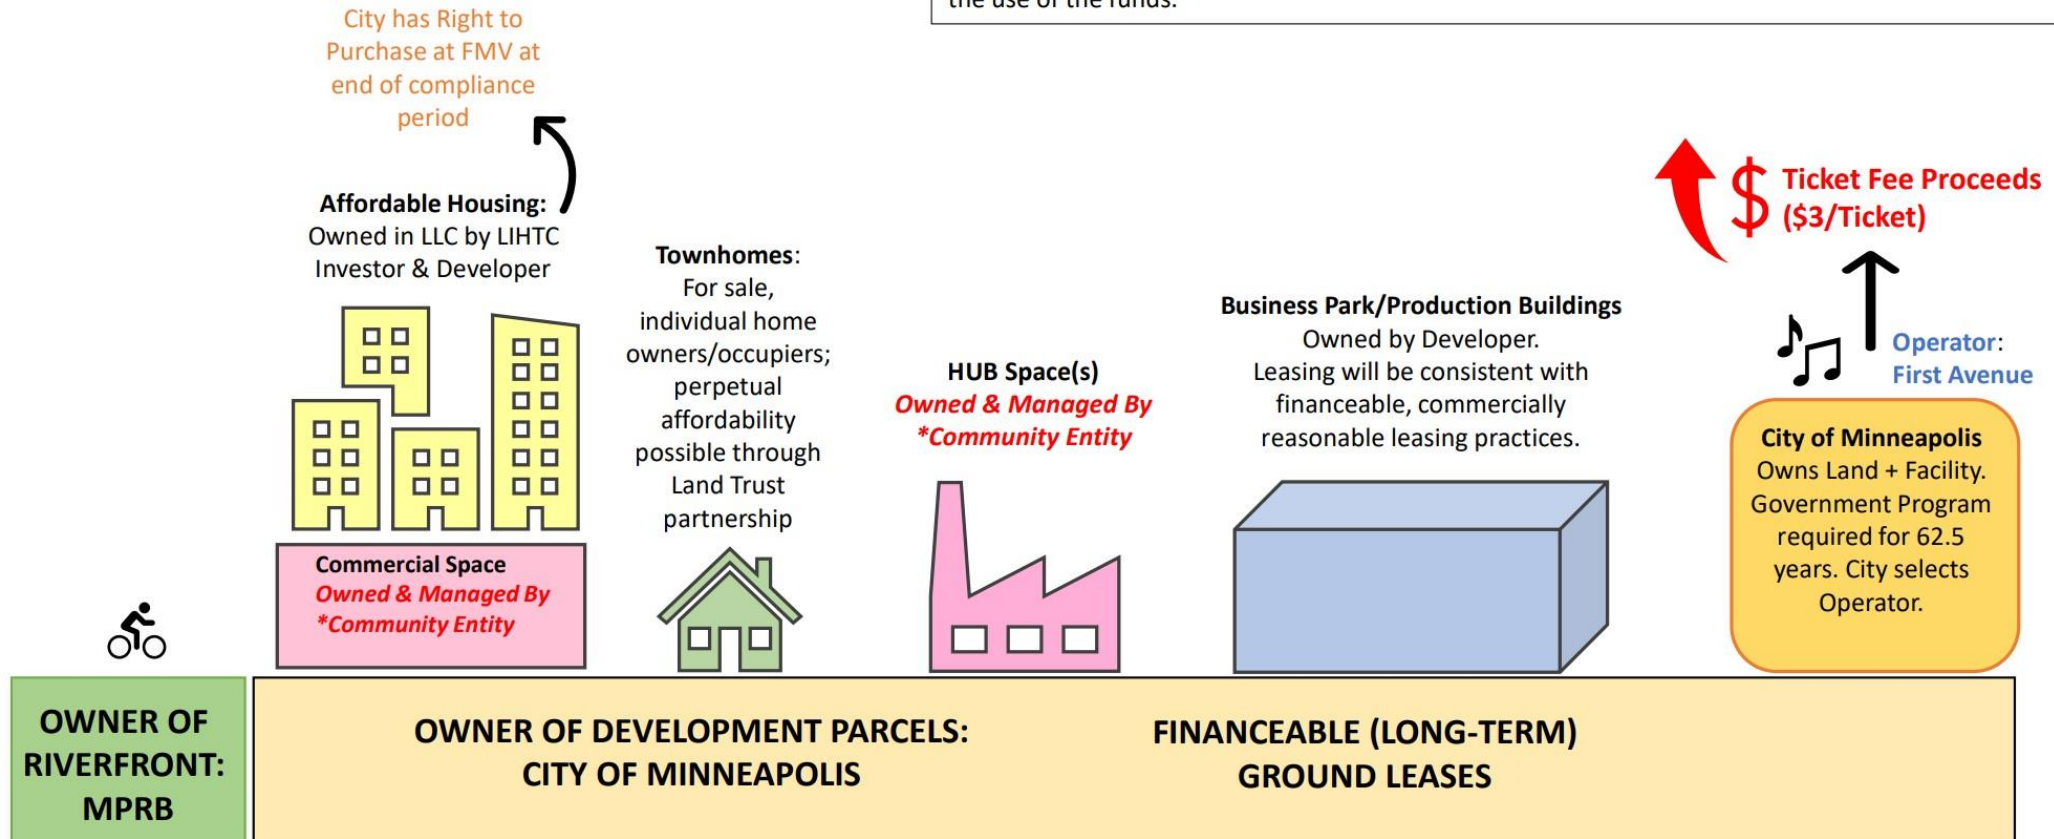 the use of the funds.
City has Right to
Purchase at FMV at
end of compliance
period
Affordable Housing:
Owned in LLC by LIHTC
Investor & Developer
Commercial Space
Owned & Managed By
*Community Entity
Townhomes:
For sale,
individual home
owners/occupiers;
perpetual
affordability
possible through
Land Trust
partnership
HUB Space(s)
Owned & Managed By
*Community Entity
Business Park/Production Buildings
Owned by Developer.
Leasing will be consistent with
financeable, commercially
reasonable leasing practices.
$ Ticket Fee Proceeds
($3/Ticket)
Operator:
First Avenue
City of Minneapolis
Owns Land + Facility.
Government Program
required for 62.5
years. City selects
Operator.
OWNER OF
RIVERFRONT:
MPRB
OWNER OF DEVELOPMENT PARCELS:
CITY OF MINNEAPOLIS
FINANCEABLE (LONG-TERM)
GROUND LEASES